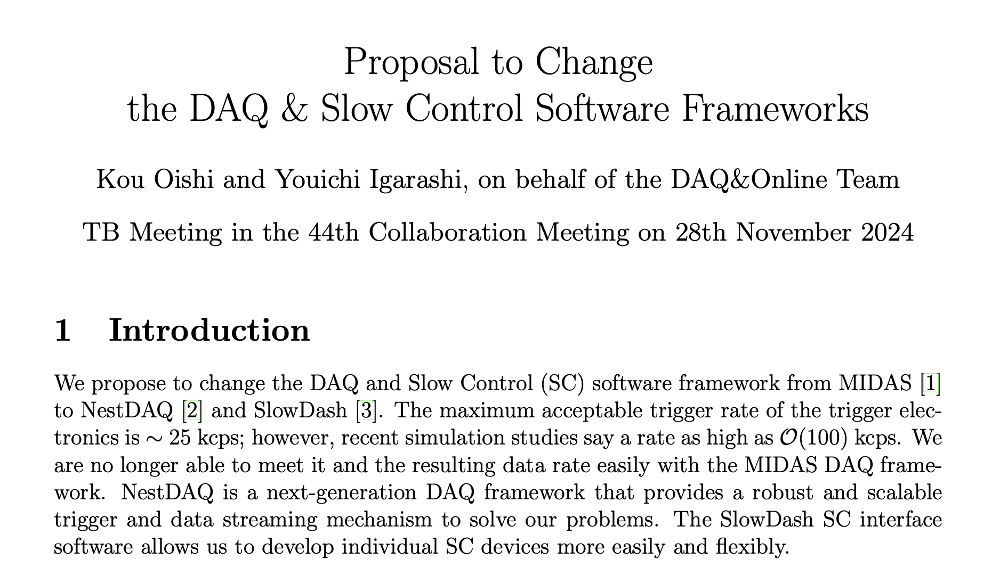 Proposal to Change
the DAQ & Slow Control Software Frameworks
Kou Oishi and Youichi Igarashi, on behalf of the DAQ&Online Team
TB Meeting in the 44th Collaboration Meeting on 28th November 2024
1 Introduction
We propose to change the DAQ and Slow Control (SC) software framework from MIDAS [1]
to NestDAQ [2] and SlowDash [3]. The maximum acceptable trigger rate of the trigger elec-
tronics is ∼ 25 kcps; however, recent simulation studies say a rate as high as 𝒪(100) kcps. We
are no longer able to meet it and the resulting data rate easily with the MIDAS DAQ frame-
work. NestDAQ is a next-generation DAQ framework that provides a robust and scalable
trigger and data streaming mechanism to solve our problems. The SlowDash SC interface
software allows us to develop individual SC devices more easily and flexibly.